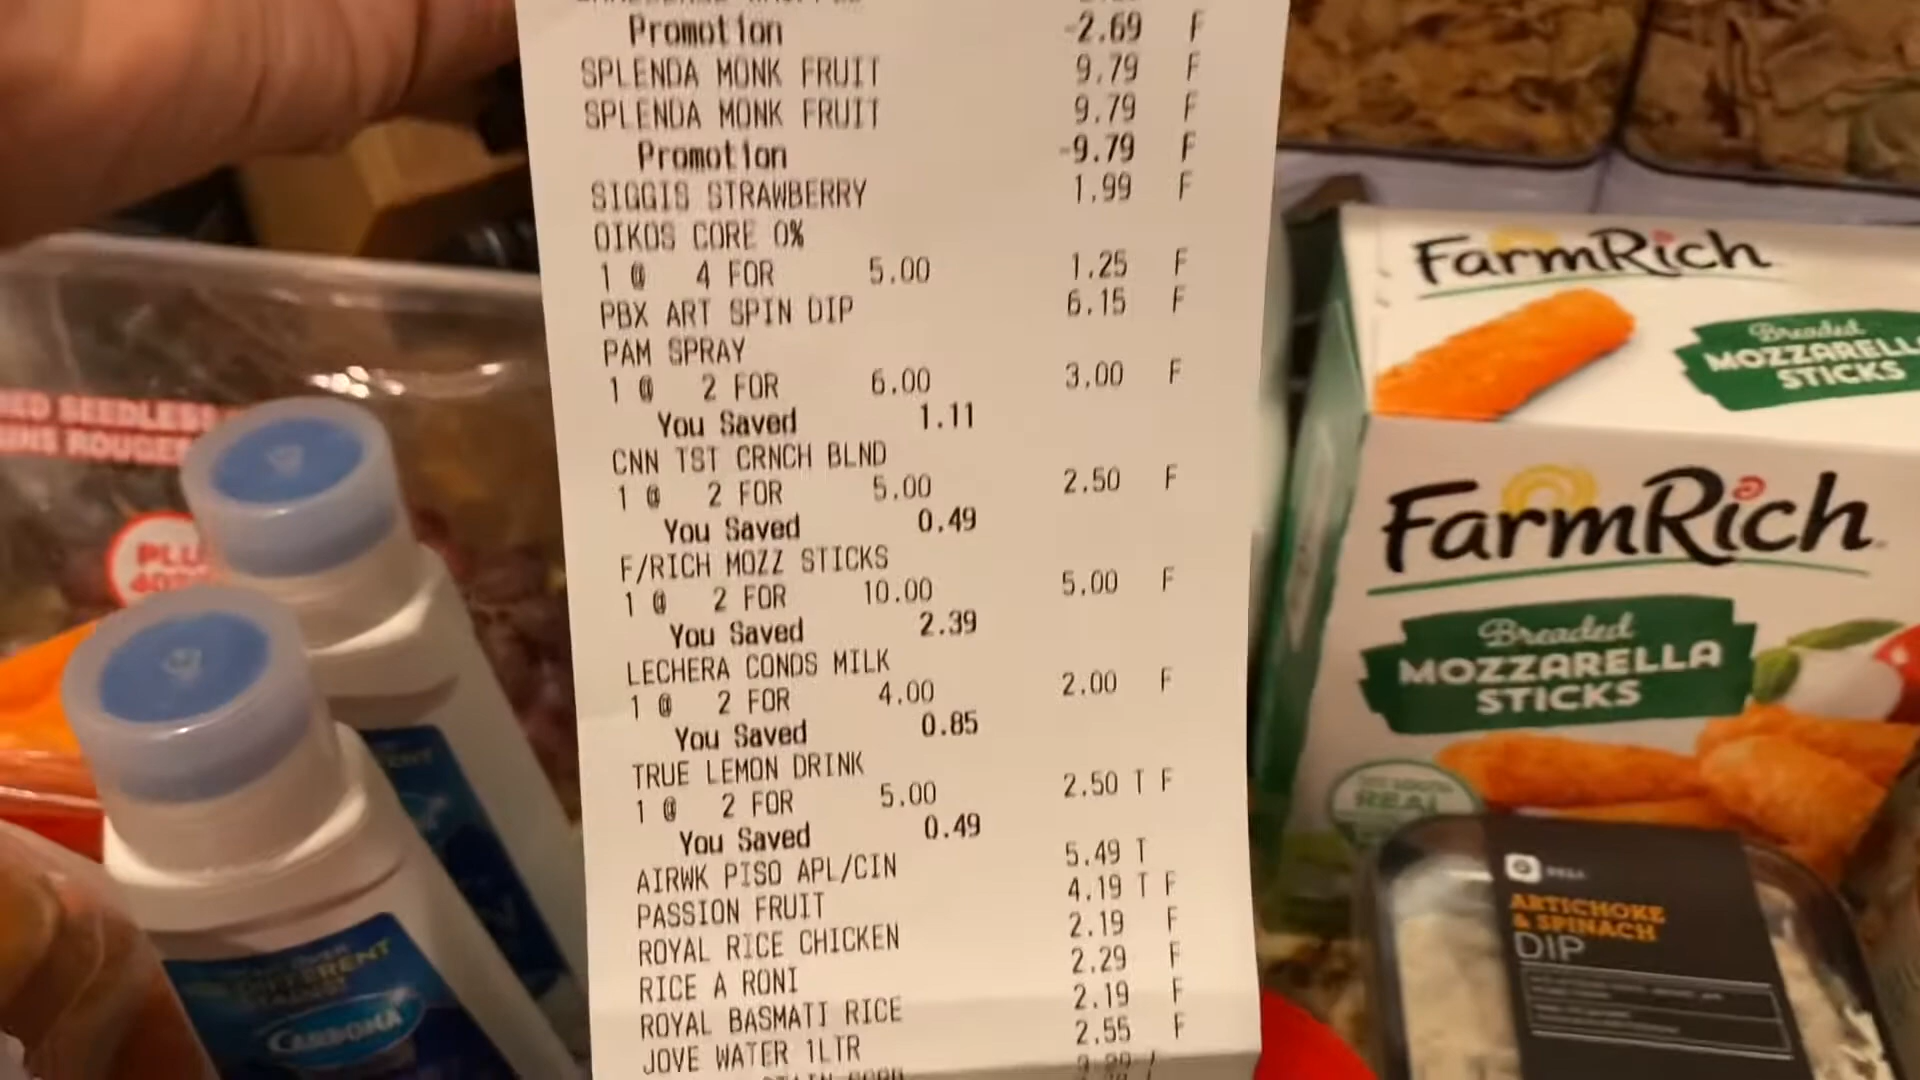 Promotion -2.69 F
SPLENDA MONK FRUIT 9.79 F
SPLENDA MONK FRUIT 9.79 F
Promotion -9.79 F
SIGGIS STRAWBERRY 1.99 F
OIKOS CORE 0%
1 @ 4 FOR 5.00 1.25 F
PBX ART SPIN DIP 6.15 F
PAM SPRAY
1 @ 2 FOR 6.00 3.00 F
You Saved 1.11
CNN TST CRNCH BLND
1 @ 2 FOR 5.00 2.50 F
You Saved 0.49
F/RICH MOZZ STICKS
1 @ 2 FOR 10.00 5.00 F
You Saved 2.39
LECHERA CONDS MILK
1 @ 2 FOR 4.00 2.00 F
You Saved 0.85
TRUE LEMON DRINK
1 @ 2 FOR 5.00 2.50 T F
You Saved 0.49
AIRWK PISO APL/CIN 5.49 T
PASSION FRUIT 4.19 T F
ROYAL RICE CHICKEN 2.19 F
RICE A RONI 2.29 F
ROYAL BASMATI RICE 2.19 F
JOVE WATER 1LTR 2.55 F
SEEDLESS
PLU
CARBONA
FarmRich
Breaded
MOZZARELL
STICKS
FarmRich
Breaded
MOZZARELLA
STICKS
REAL
DELI
ARTICHOKE
& SPINACH
DIP